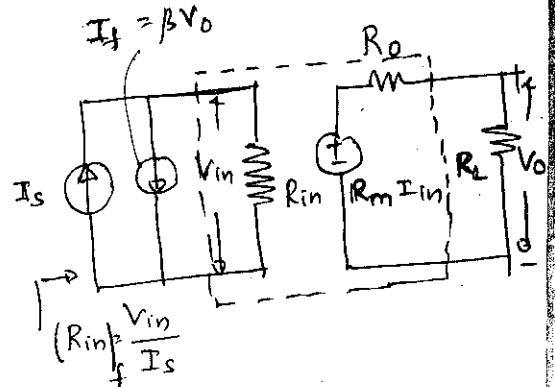 I_f = βV_o
R_o
I_s
V_in
R_in
R_m I_in
R_L
V_o
+
-
(R_in)_f = V_in / I_s